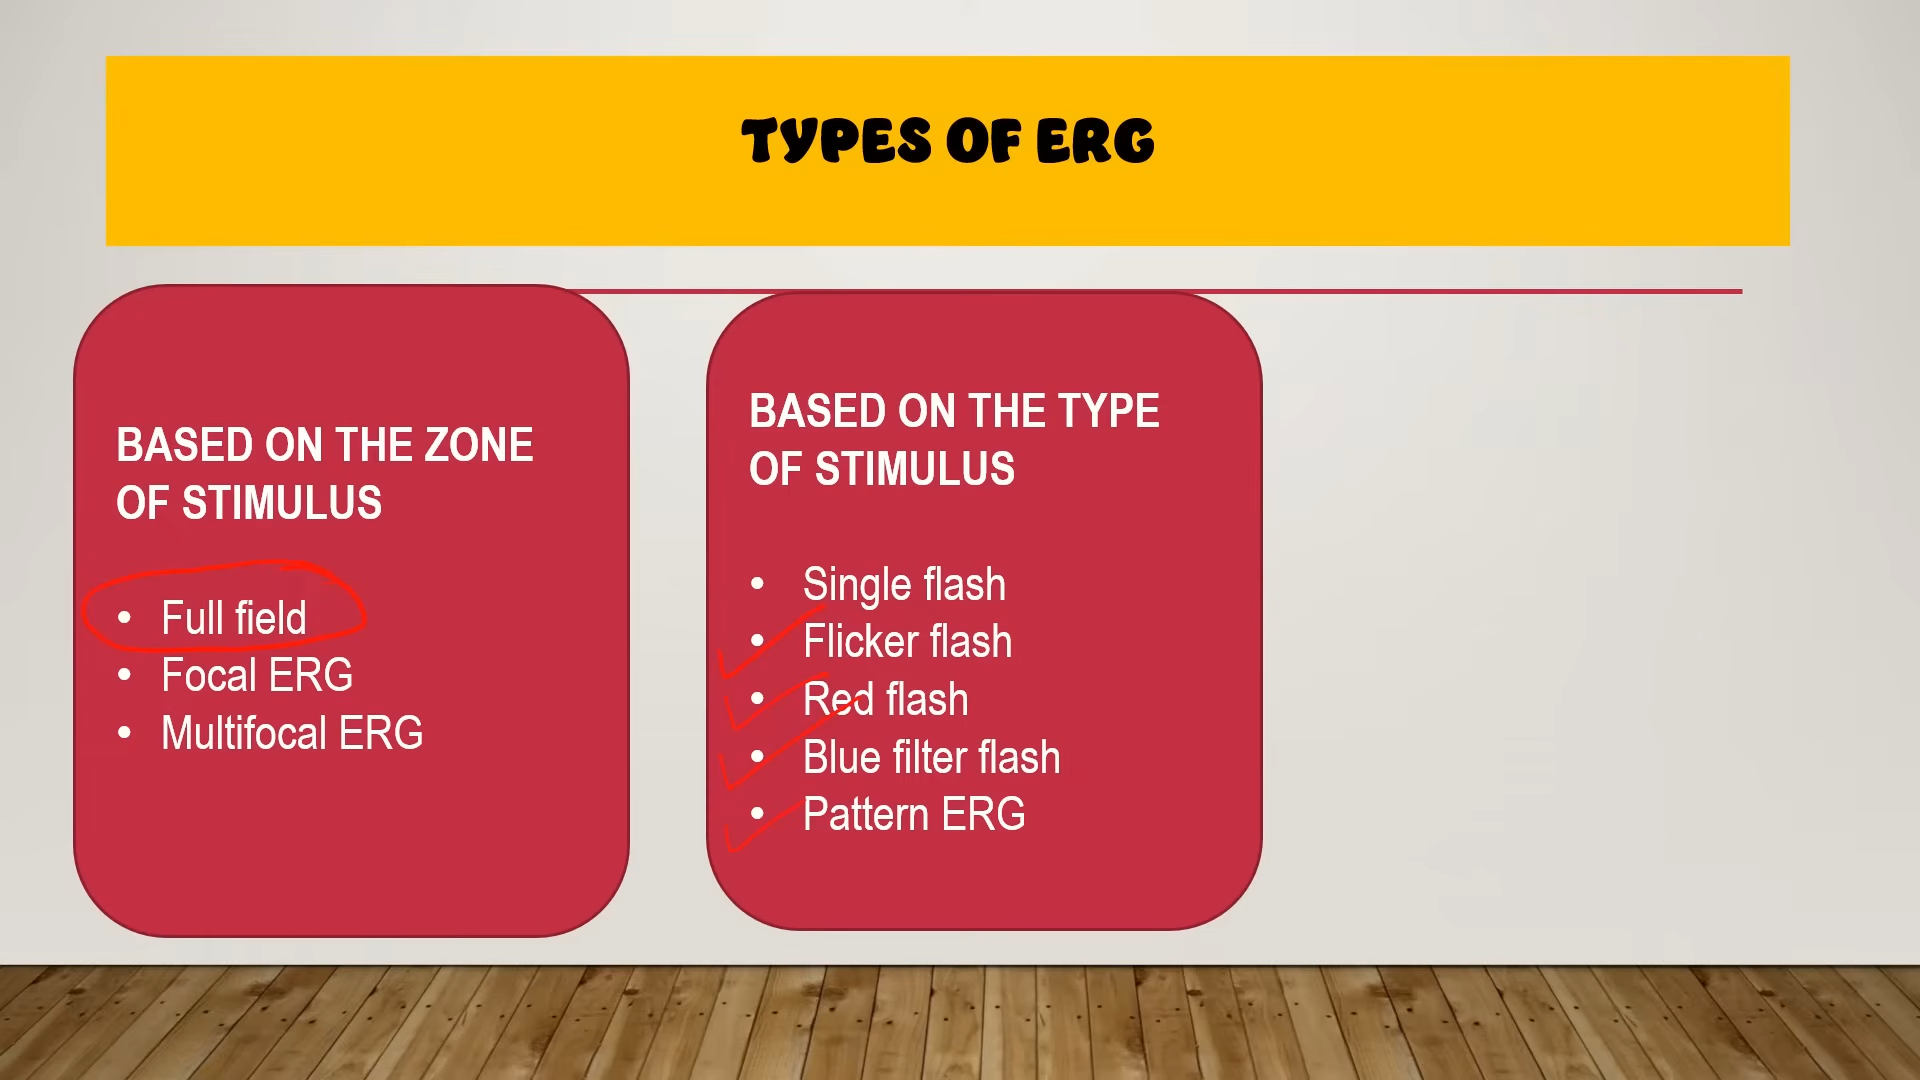 TYPES OF ERG
BASED ON THE ZONE
OF STIMULUS
• Full field
• Focal ERG
• Multifocal ERG
BASED ON THE TYPE
OF STIMULUS
• Single flash
• Flicker flash
• Red flash
• Blue filter flash
• Pattern ERG